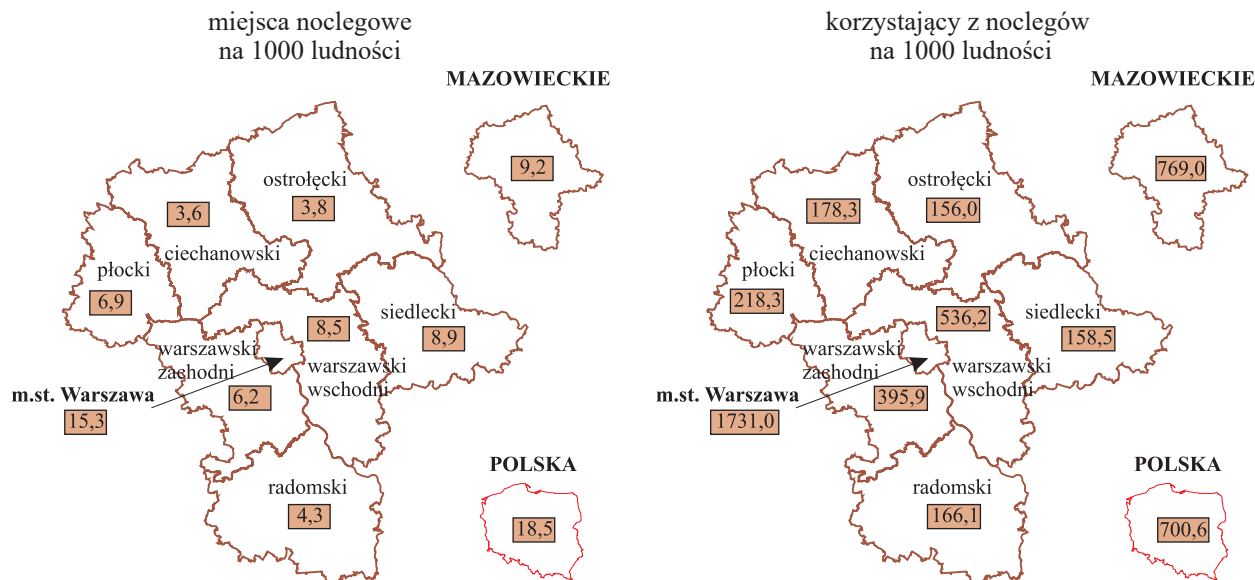 miejsca noclegowe
na 1000 ludności
MAZOWIECKIE
9,2
ostrołęcki
3,8
3,6
ciechanowski
płocki
6,9
siedlecki
8,9
8,5
warszawski
zachodni
warszawski
wschodni
6,2
m.st. Warszawa
15,3
radomski
4,3
POLSKA
18,5
korzystający z noclegów
na 1000 ludności
MAZOWIECKIE
769,0
ostrołęcki
156,0
178,3
ciechanowski
płocki
218,3
siedlecki
158,5
536,2
warszawski
zachodni
warszawski
wschodni
395,9
m.st. Warszawa
1731,0
radomski
166,1
POLSKA
700,6